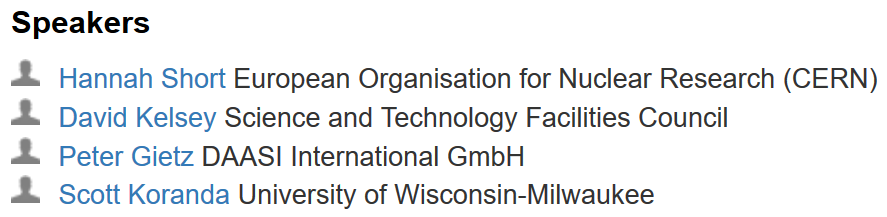 Speakers
Hannah Short European Organisation for Nuclear Research (CERN)
David Kelsey Science and Technology Facilities Council
Peter Gietz DAASI International GmbH
Scott Koranda University of Wisconsin-Milwaukee